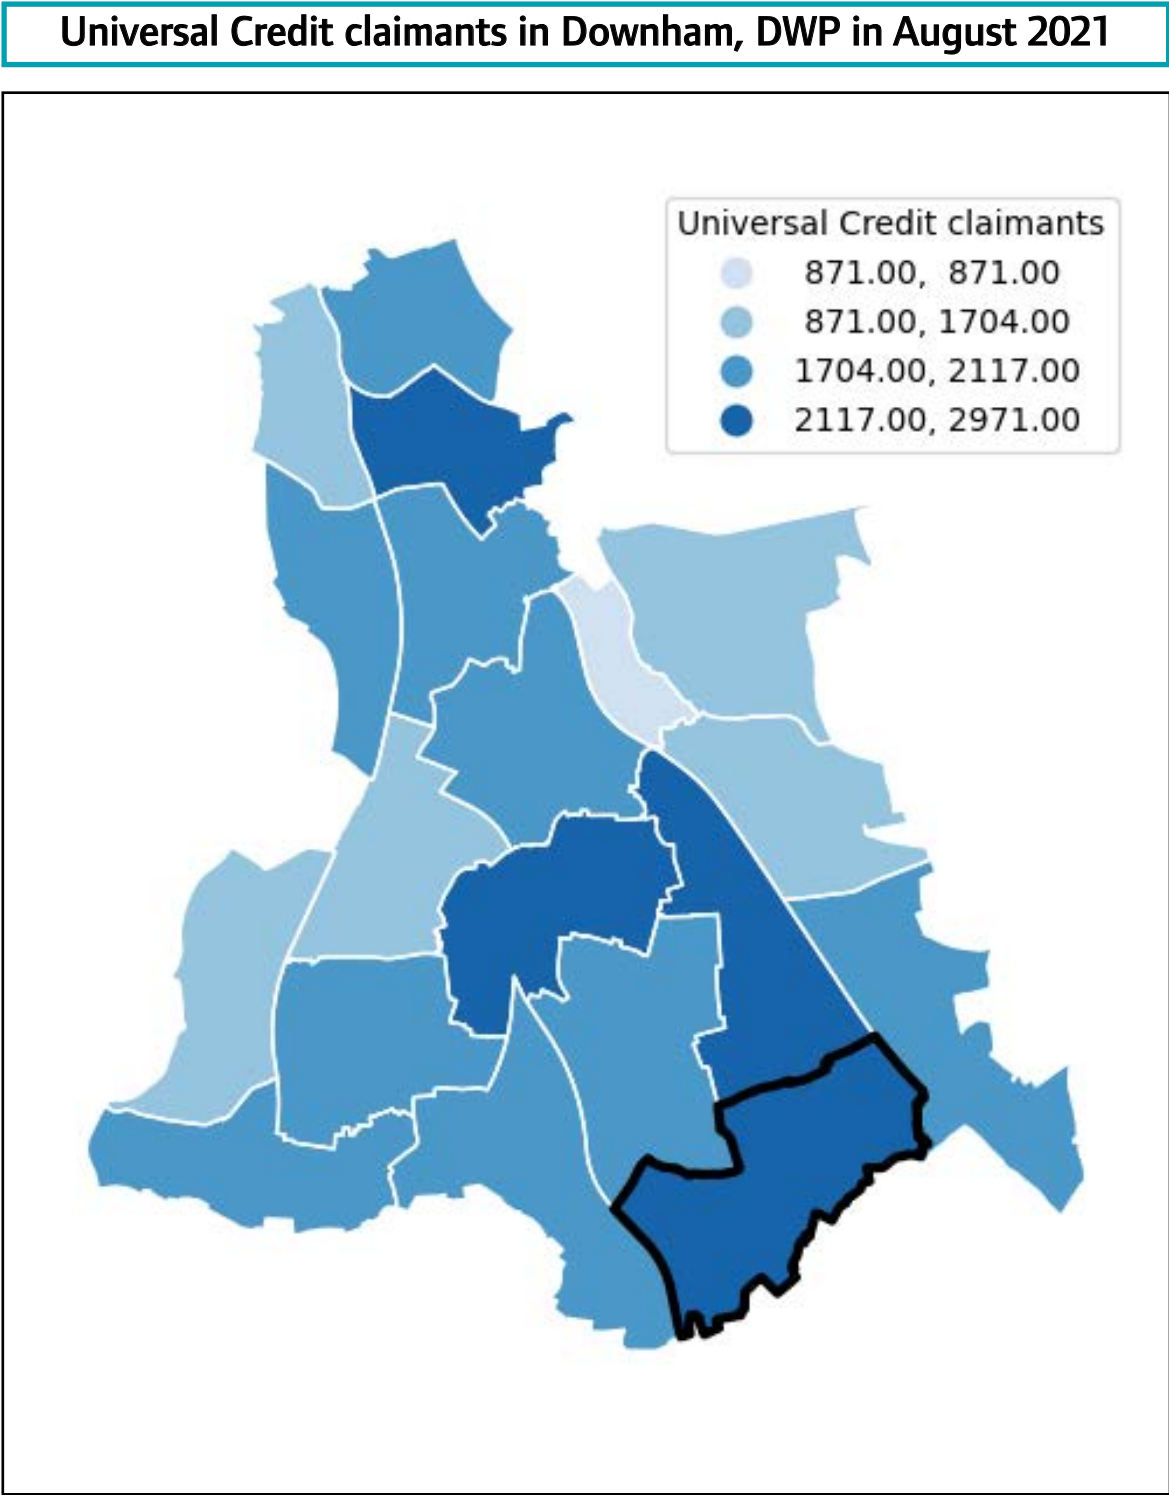 Universal Credit claimants in Downham, DWP in August 2021
Universal Credit claimants
871.00, 871.00
871.00, 1704.00
1704.00, 2117.00
2117.00, 2971.00